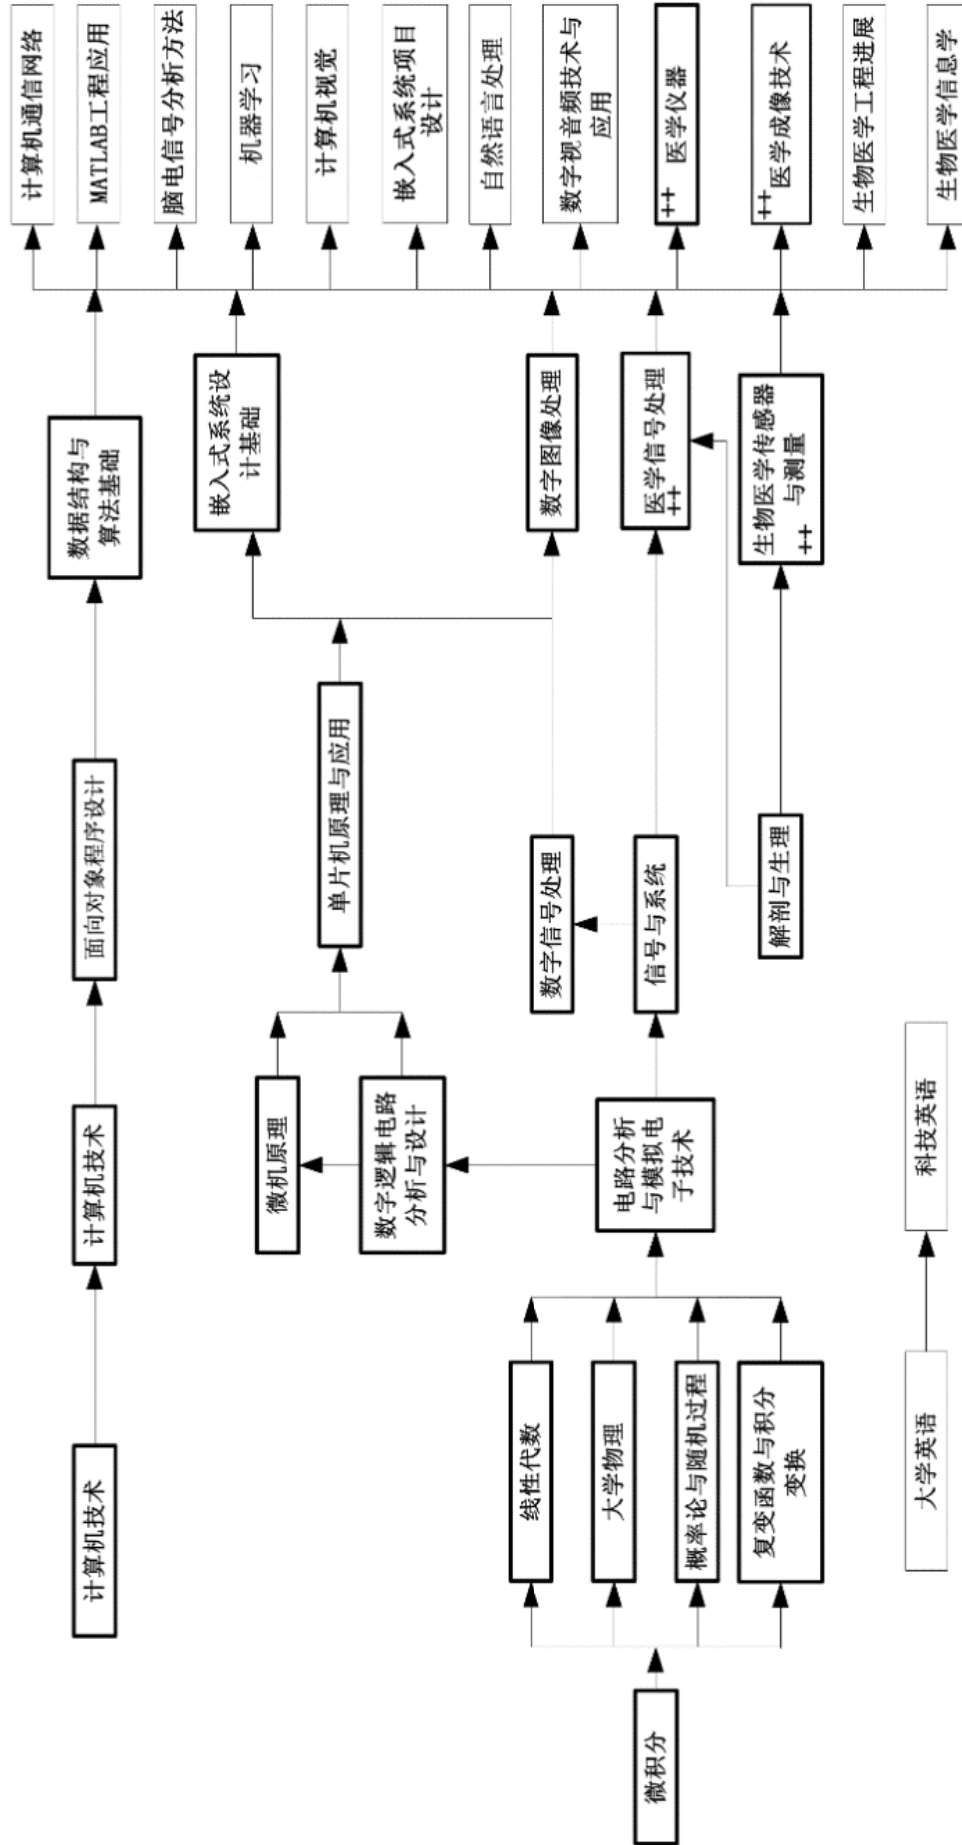 计算机通信网络
MATLAB工程应用
脑电信号分析方法
机器学习
计算机视觉
嵌入式系统项目
设计
自然语言处理
数字视音频技术与
应用
++ 医学仪器
++
医学成像技术
生物医学工程进展
生物医学信息学
数据结构与
算法基础
嵌入式系统设
计基础
数字图像处理
医学信号处理
++
生物医学传感器
++ 与测量
面向对象程序设计
单片机原理与应用
数字信号处理
信号与系统
解剖与生理
计算机技术
微机原理
数字逻辑电路
分析与设计
电路分析
与模拟电
子技术
科技英语
计算机技术
线性代数
大学物理
概率论与随机过程
复变函数与积分
变换
大学英语
微积分